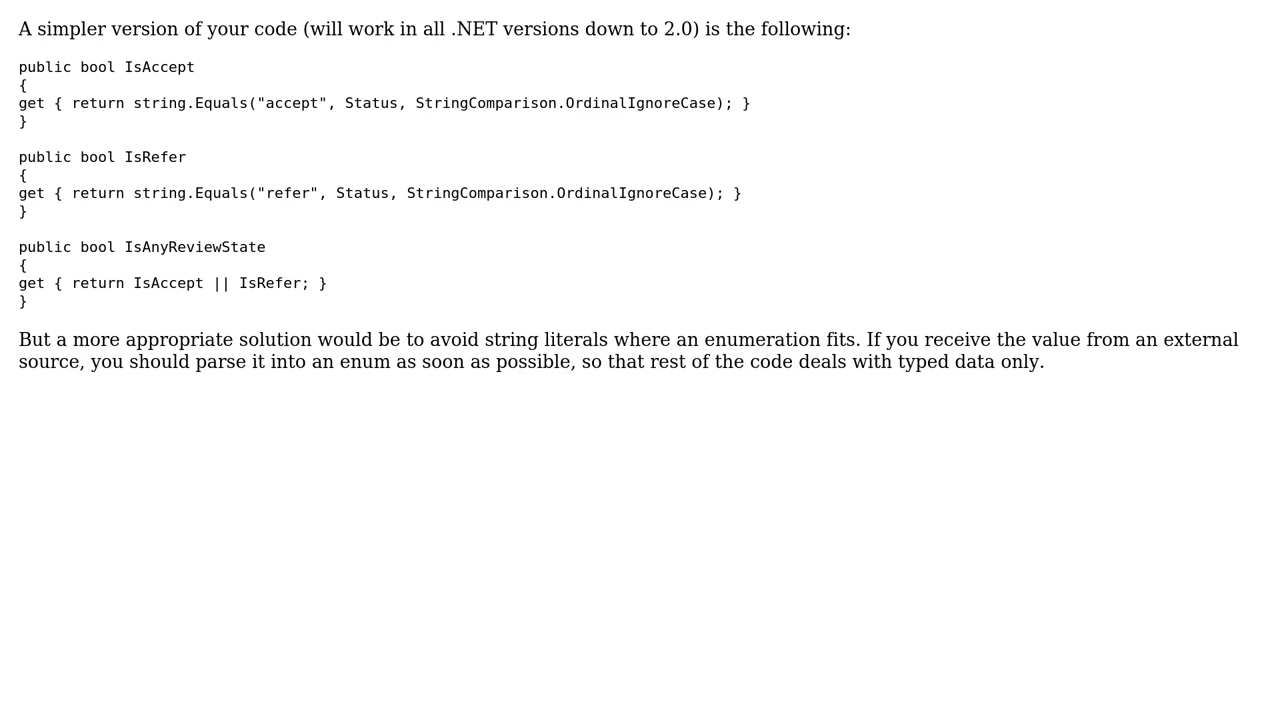 A simpler version of your code (will work in all .NET versions down to 2.0) is the following:
public bool IsAccept
{
get { return string.Equals("accept", Status, StringComparison.OrdinalIgnoreCase); }
}
public bool IsRefer
{
get { return string.Equals("refer", Status, StringComparison.OrdinalIgnoreCase); }
}
public bool IsAnyReviewState
{
get { return IsAccept || IsRefer; }
}
But a more appropriate solution would be to avoid string literals where an enumeration fits. If you receive the value from an external
source, you should parse it into an enum as soon as possible, so that rest of the code deals with typed data only.